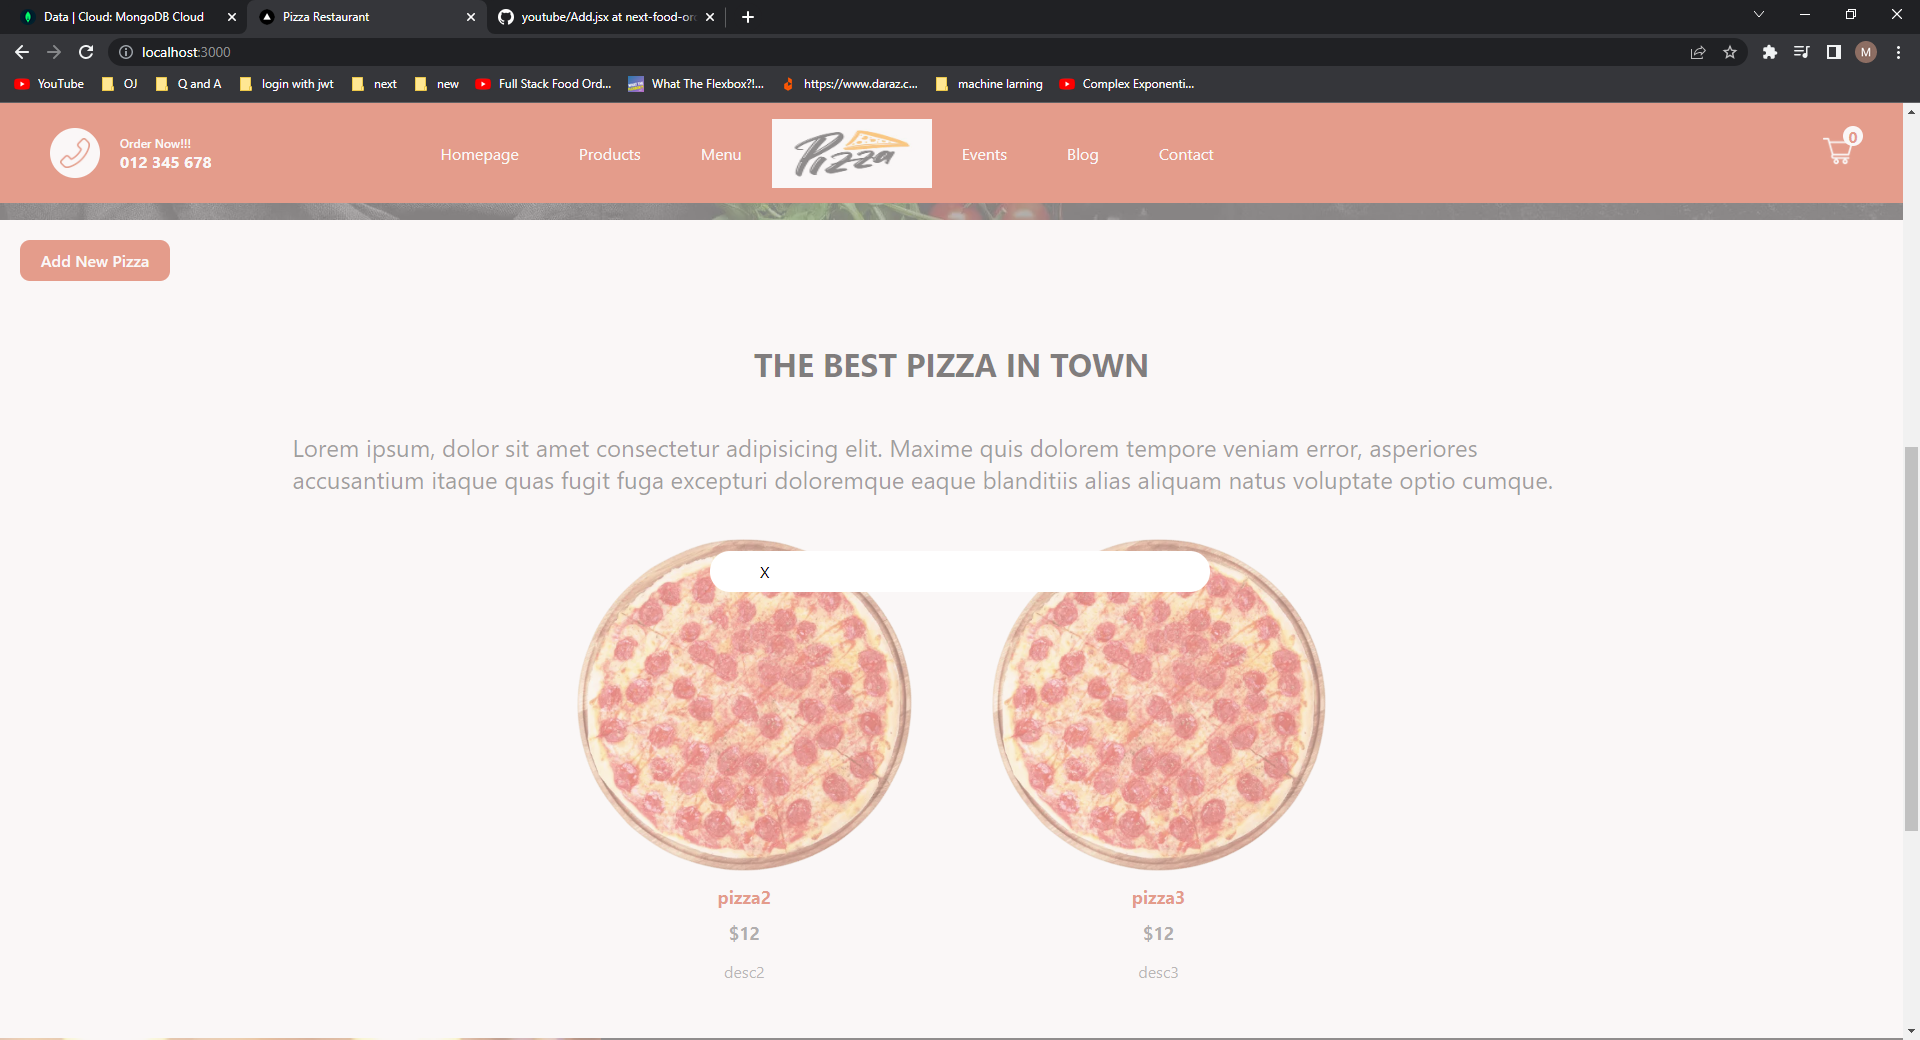 Data | Cloud: MongoDB Cloud
Pizza Restaurant
youtube/Add.jsx at next-food-or
localhost:3000
M
YouTube
OJ
Q and A
login with jwt
next
new
Full Stack Food Ord...
What The Flexbox?!...
https://www.daraz.c...
machine larning
Complex Exponenti...
Order Now!!!
012 345 678
Homepage
Products
Menu
Pizza
Events
Blog
Contact
0
Add New Pizza
THE BEST PIZZA IN TOWN
Lorem ipsum, dolor sit amet consectetur adipisicing elit. Maxime quis dolorem tempore veniam error, asperiores
accusantium itaque quas fugit fuga excepturi doloremque eaque blanditiis alias aliquam natus voluptate optio cumque.
X
pizza2
$12
desc2
pizza3
$12
desc3